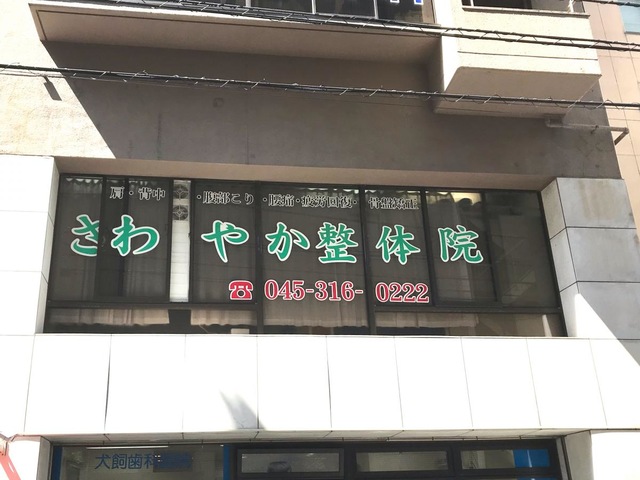 肩・背中・腹部こり・腰痛・疲労回復・骨盤矯正
さわやか整体院
☎ 045-316-0222
犬飼歯科